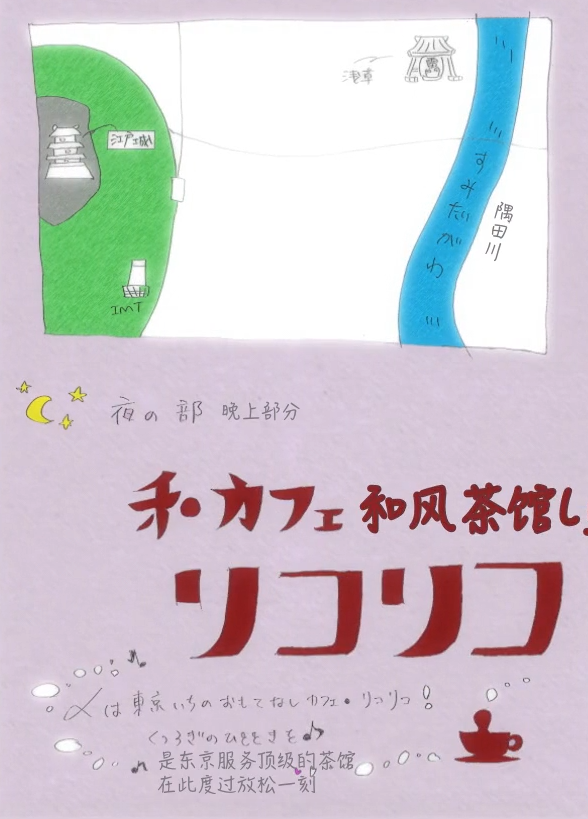 浅草
江戸城
すみだがわ
隅田川
IMT
夜の部 晚上部分
和・カフェ 和风茶馆L
リコリコ
〆は東京いちのおもてなしカフェ・リコリコ!
くつろぎのひとときを♪
是东京服务顶级的茶馆
在此度过放松一刻